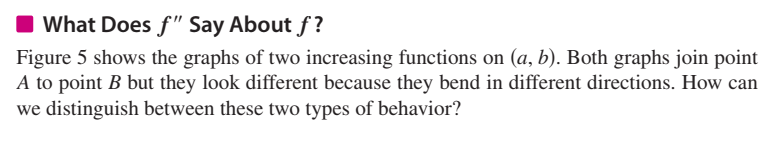 What Does f″ Say About f?
Figure 5 shows the graphs of two increasing functions on (a, b). Both graphs join point
A to point B but they look different because they bend in different directions. How can
we distinguish between these two types of behavior?